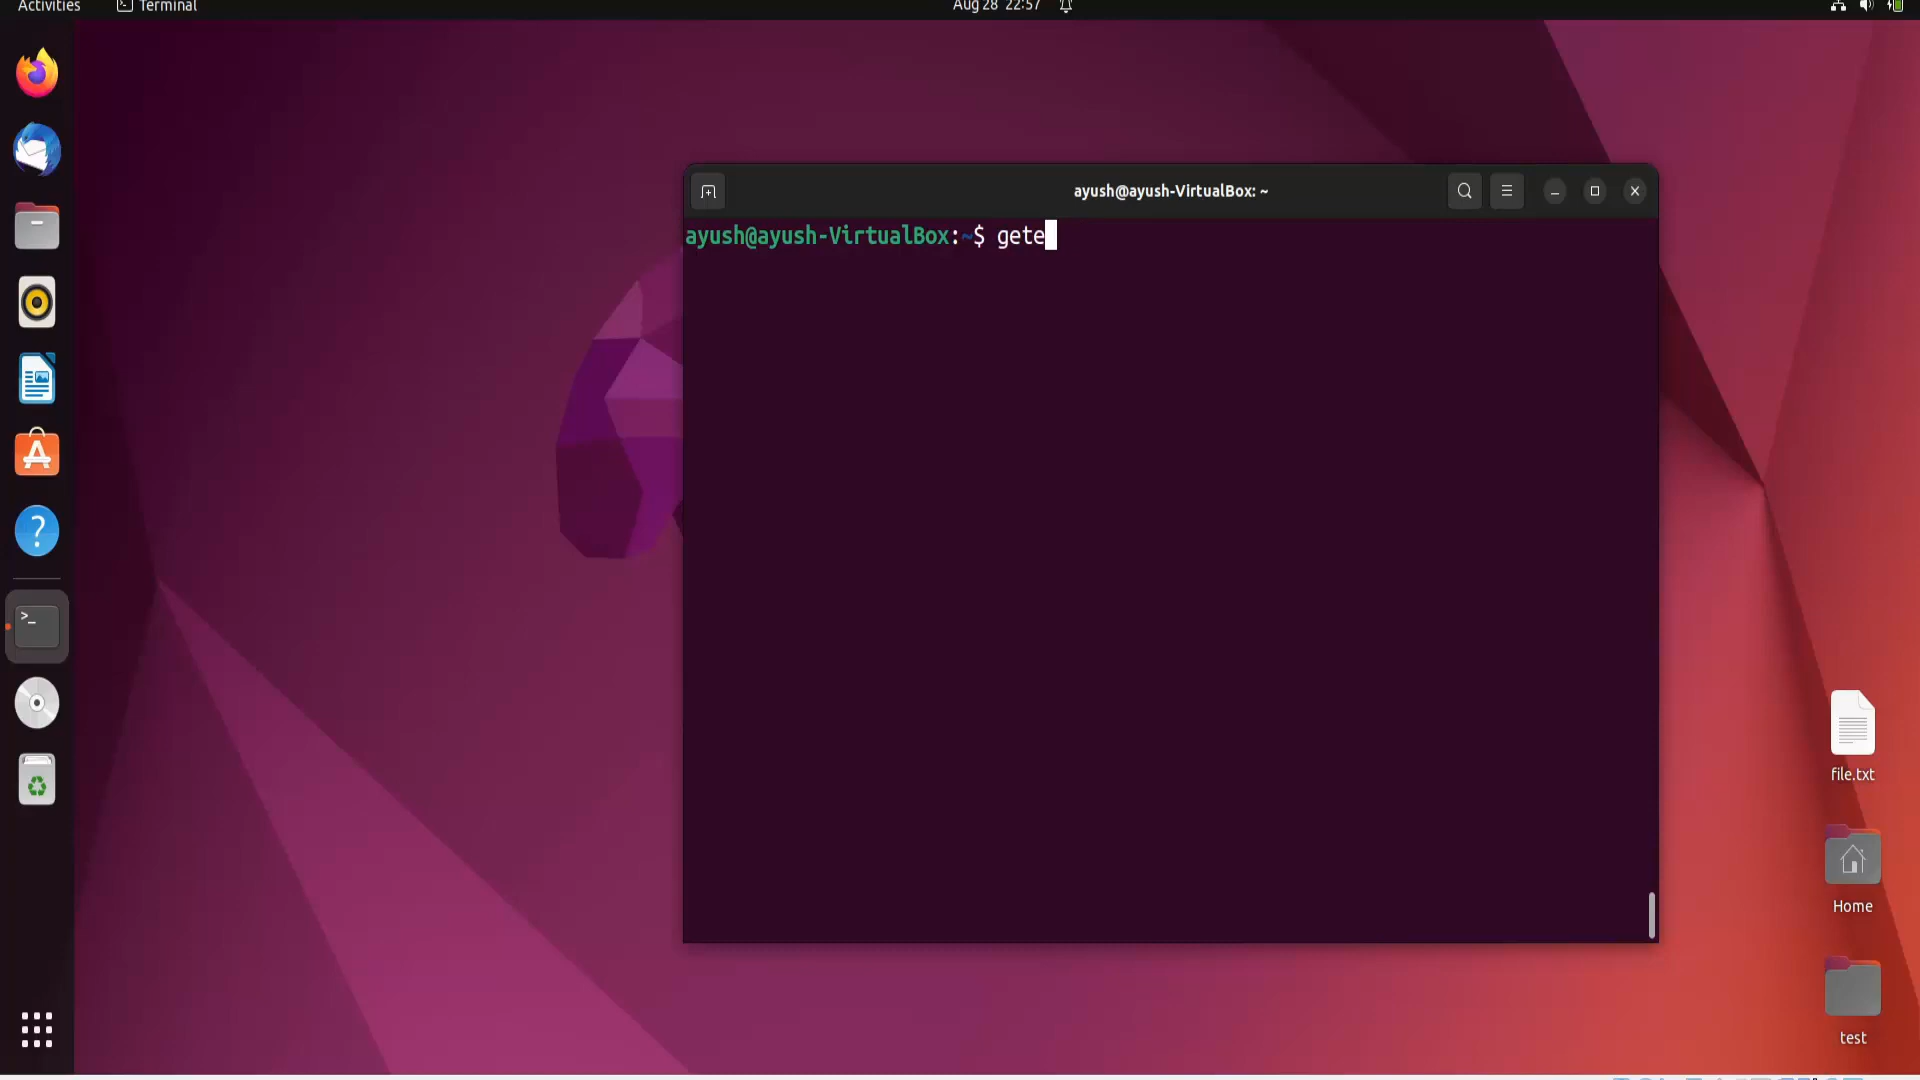 Activities Terminal Aug 28 22:57
ayush@ayush-VirtualBox: ~
ayush@ayush-VirtualBox:~$ gete
file.txt
Home
test